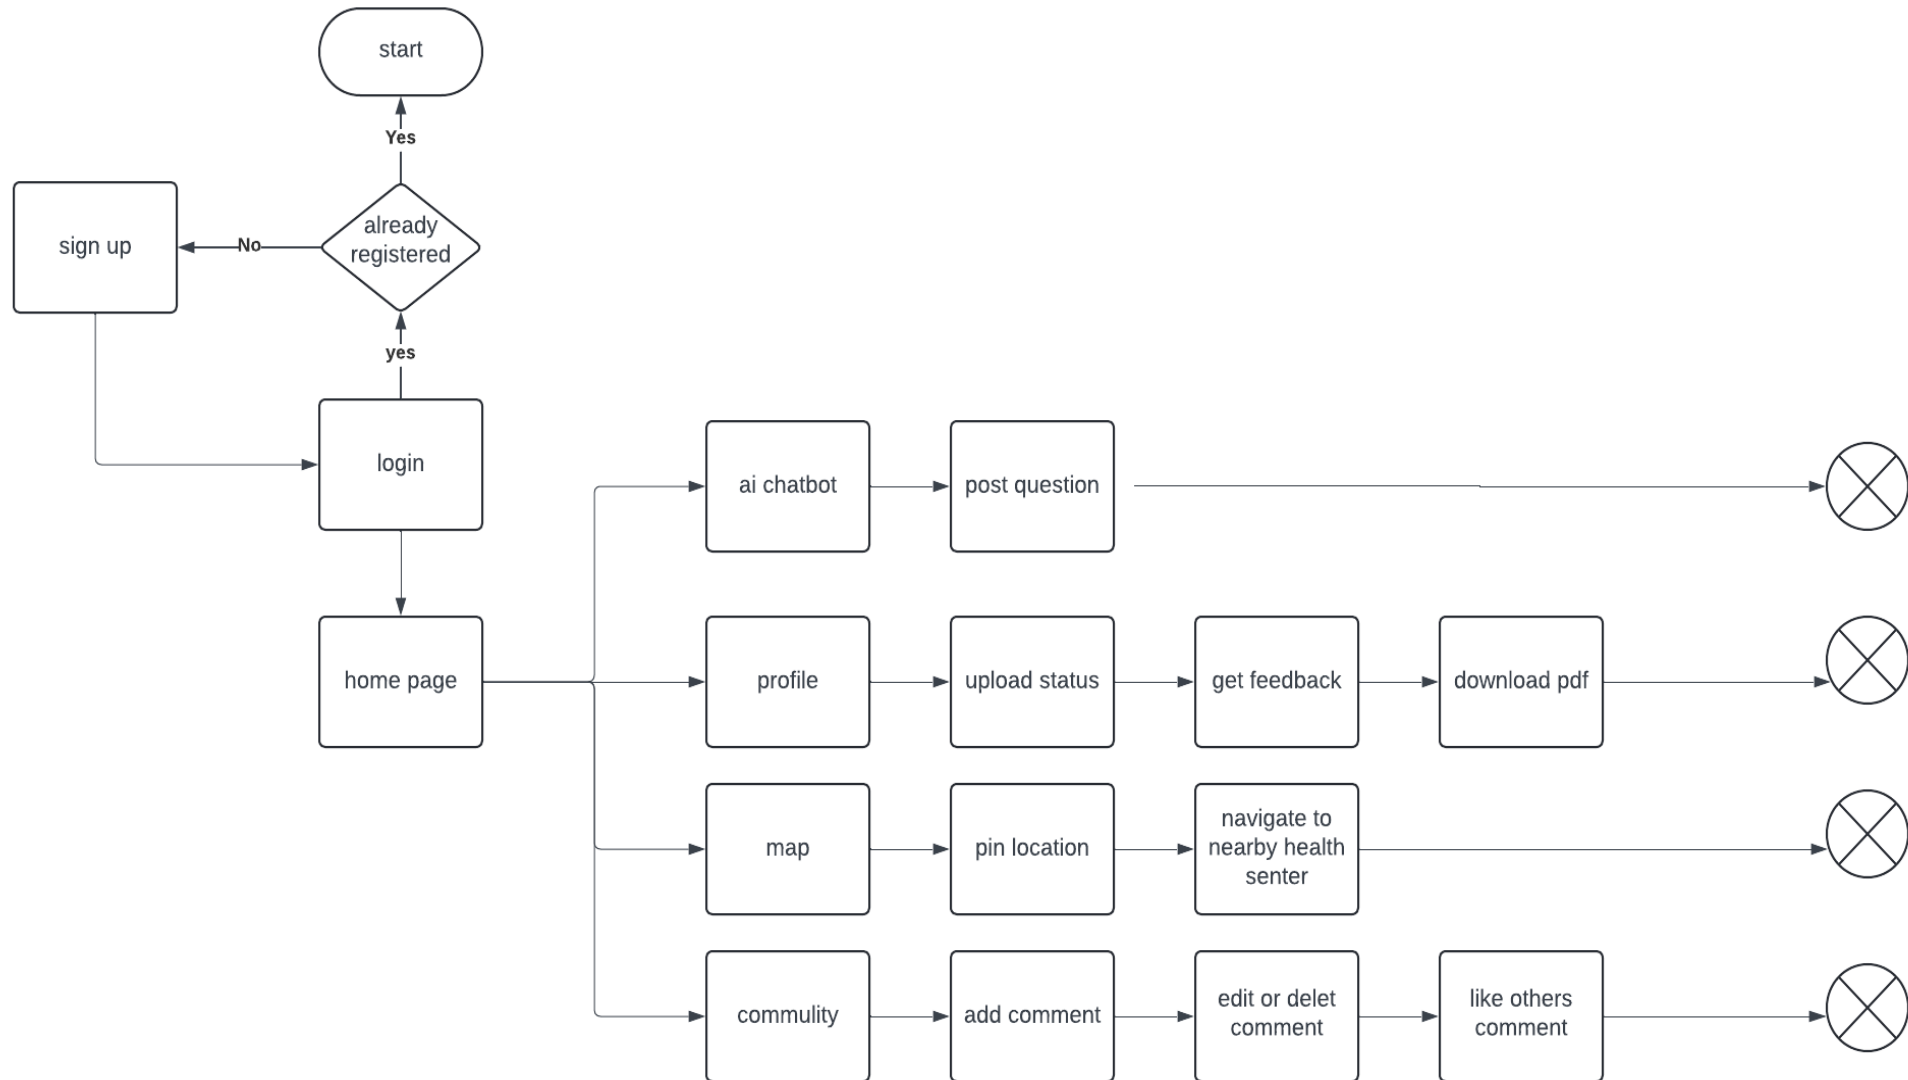 start
Yes
already
registered
No
sign up
yes
login
home page
ai chatbot
post question
profile
upload status
get feedback
download pdf
map
pin location
navigate to
nearby health
senter
commulity
add comment
edit or delet
comment
like others
comment